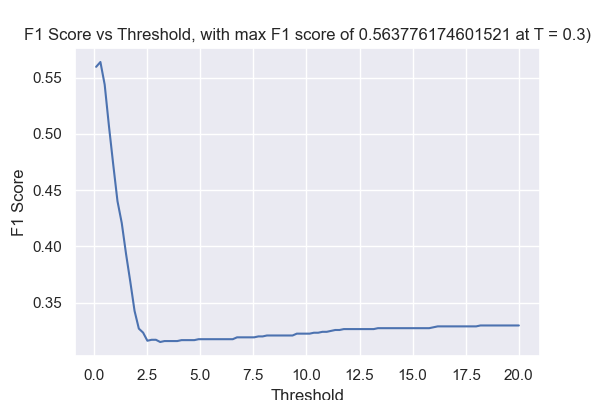 F1 Score vs Threshold, with max F1 score of 0.563776174601521 at T = 0.3)
0.55
0.50
0.45
0.40
0.35
F1 Score
0.0 2.5 5.0 7.5 10.0 12.5 15.0 17.5 20.0
Threshold